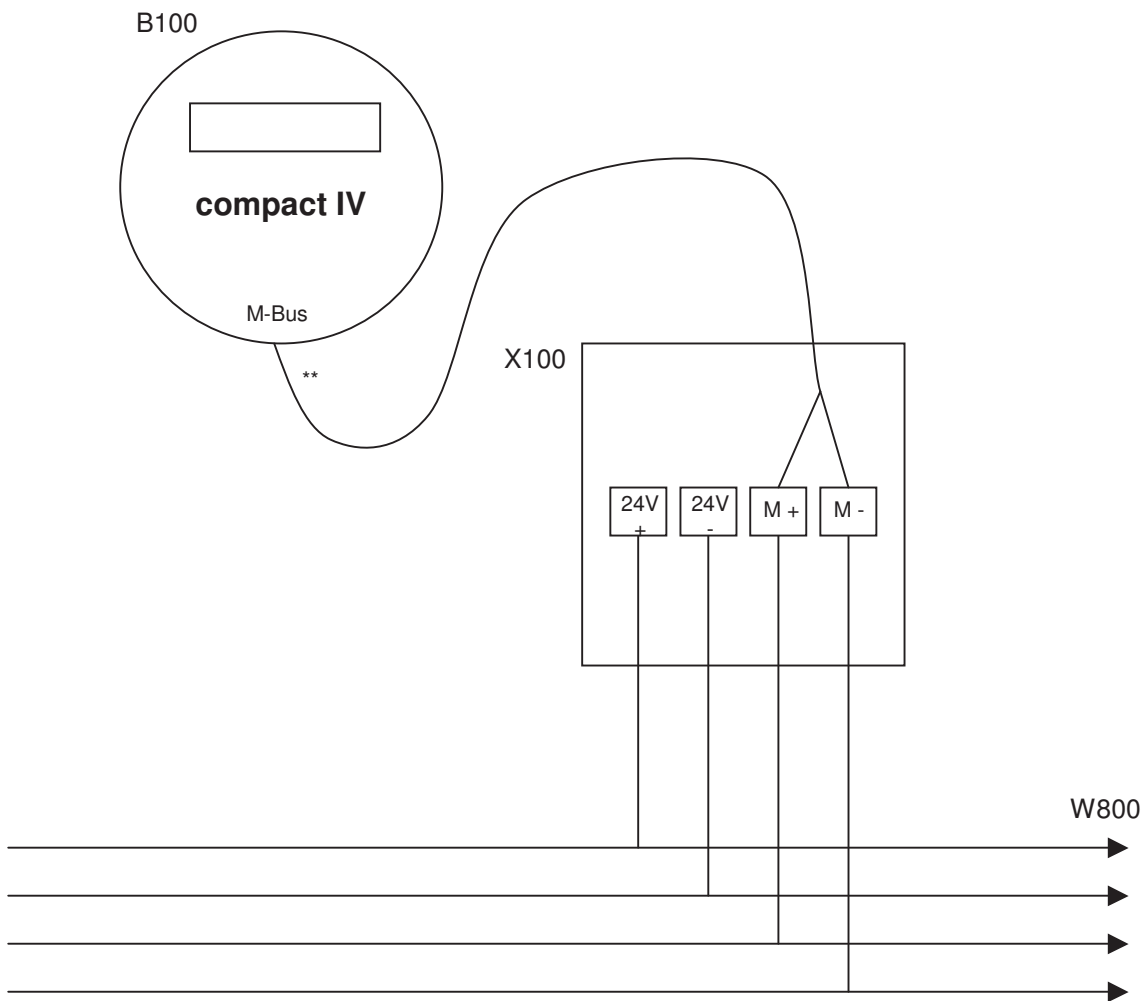 B100
compact IV
M-Bus
**
X100
24V
+
24V
-
M +
M -
W800